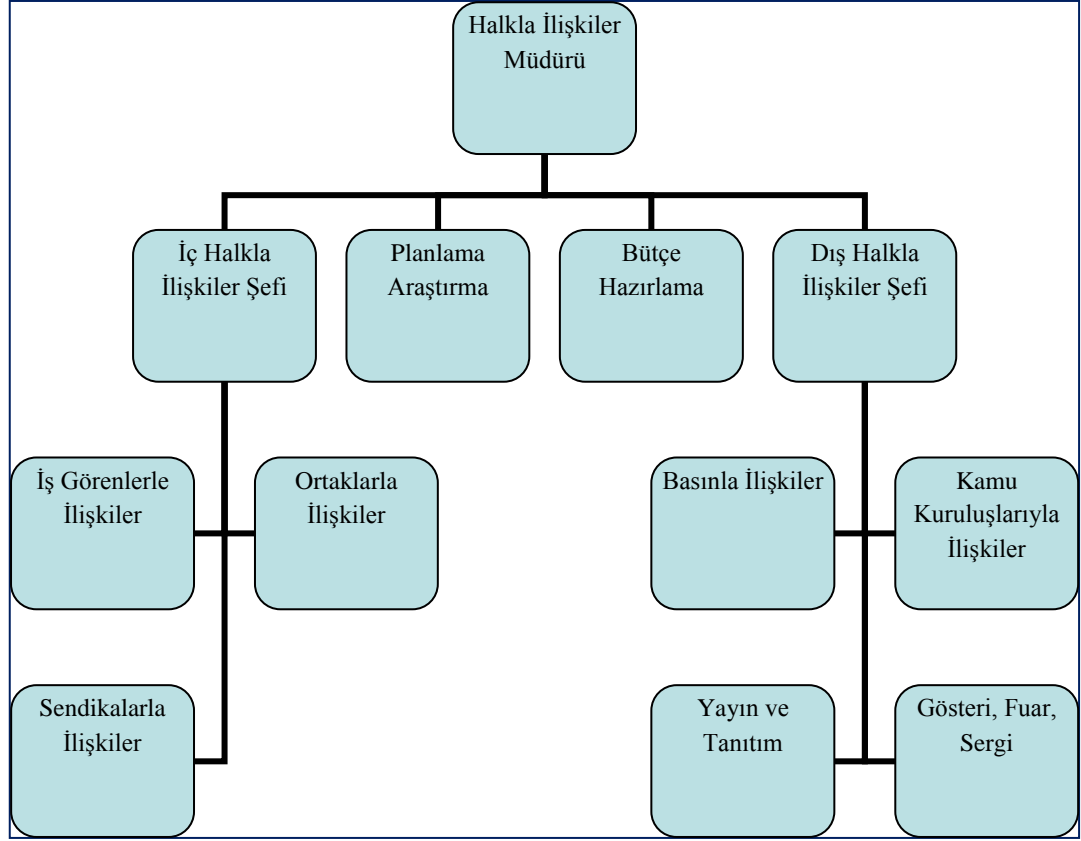 Halkla İlişkiler
Müdürü
İç Halkla
İlişkiler Şefi
Planlama
Araştırma
Bütçe
Hazırlama
Dış Halkla
İlişkiler Şefi
İş Görenlerle
İlişkiler
Ortaklarla
İlişkiler
Basınla İlişkiler
Kamu
Kuruluşlarıyla
İlişkiler
Sendikalarla
İlişkiler
Yayın ve
Tanıtım
Gösteri, Fuar,
Sergi